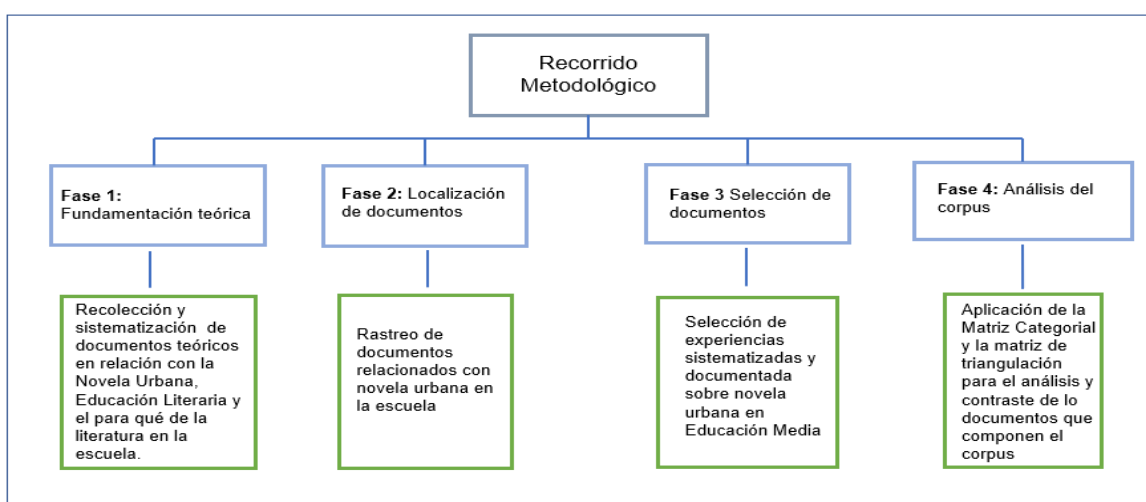 Recorrido
Metodológico
Fase 1:
Fundamentación teórica
Fase 2: Localización
de documentos
Fase 3 Selección de
documentos
Fase 4: Análisis del
corpus
Recolección y
sistematización de
documentos teóricos
en relación con la
Novela Urbana,
Educación Literaria y
el para qué de la
literatura en la
escuela.
Rastreo de
documentos
relacionados con
novela urbana en
la escuela
Selección de
experiencias
sistematizadas y
documentada
sobre novela
urbana en
Educación Media
Aplicación de la
Matriz Categorial
y la matriz de
triangulación
para el análisis y
contraste de lo
documentos que
componen el
corpus